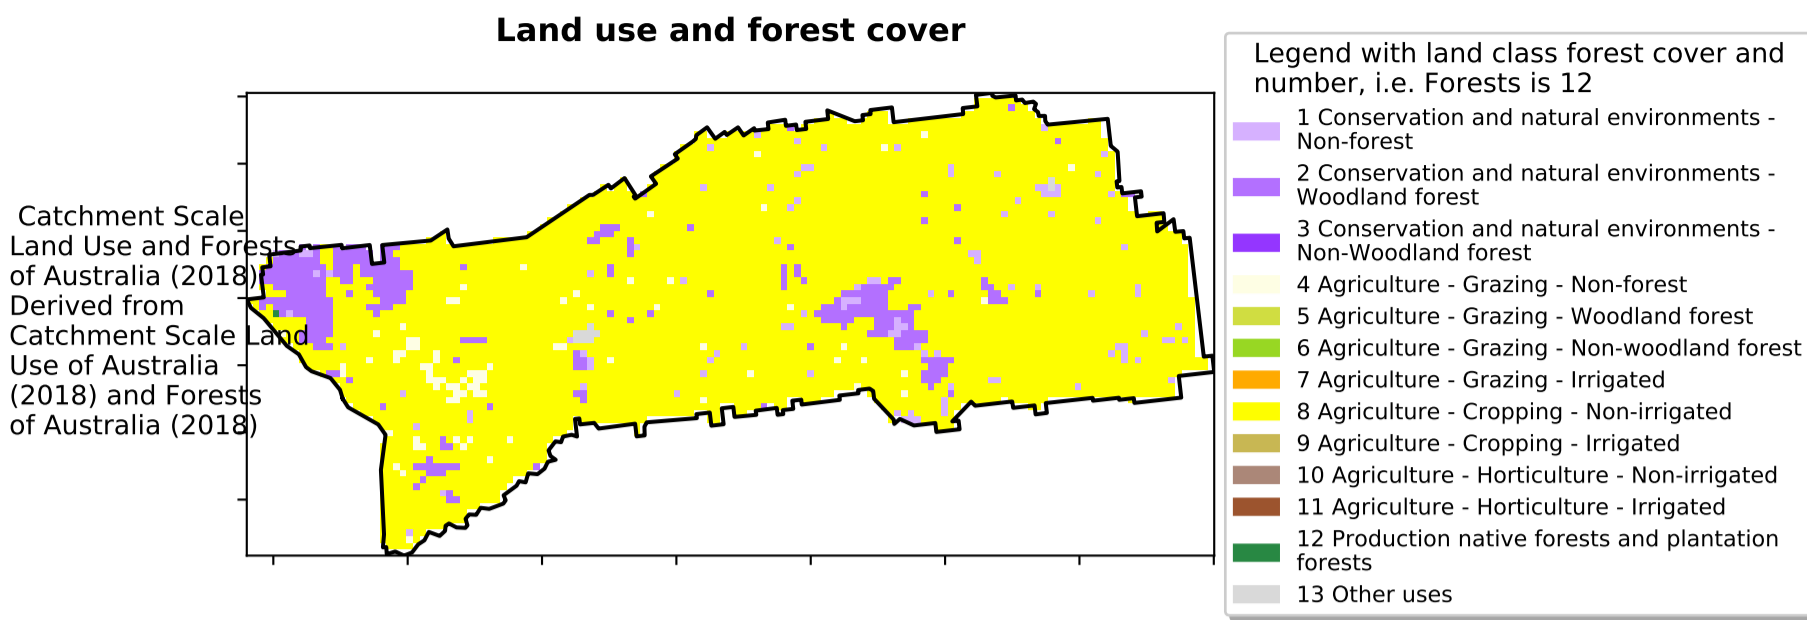 Land use and forest cover
Catchment Scale
Land Use and Forests
of Australia (2018)
Derived from
Catchment Scale Land
Use of Australia
(2018) and Forests
of Australia (2018)
Legend with land class forest cover and
number, i.e. Forests is 12
1 Conservation and natural environments -
Non-forest
2 Conservation and natural environments -
Woodland forest
3 Conservation and natural environments -
Non-Woodland forest
4 Agriculture - Grazing - Non-forest
5 Agriculture - Grazing - Woodland forest
6 Agriculture - Grazing - Non-woodland forest
7 Agriculture - Grazing - Irrigated
8 Agriculture - Cropping - Non-irrigated
9 Agriculture - Cropping - Irrigated
10 Agriculture - Horticulture - Non-irrigated
11 Agriculture - Horticulture - Irrigated
12 Production native forests and plantation
forests
13 Other uses